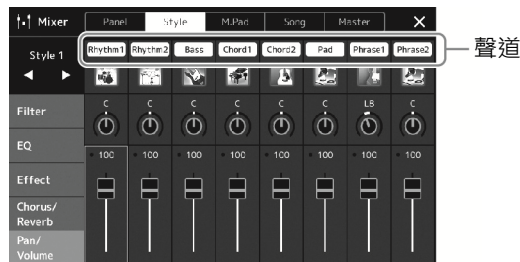 Mixer
Panel Style M.Pad Song Master ×
Style 1
Rhythm1 Rhythm2 Bass Chord1 Chord2 Pad Phrase1 Phrase2
聲道
Filter
C C C C C C L8 C
EQ
100 100 100 100 100 100 100 100
Effect
Chorus/
Reverb
Pan/
Volume